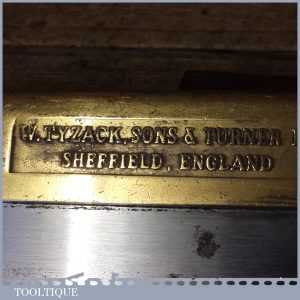 W. TYZACK, SONS & TURNER
SHEFFIELD, ENGLAND
TOOLTIQUE